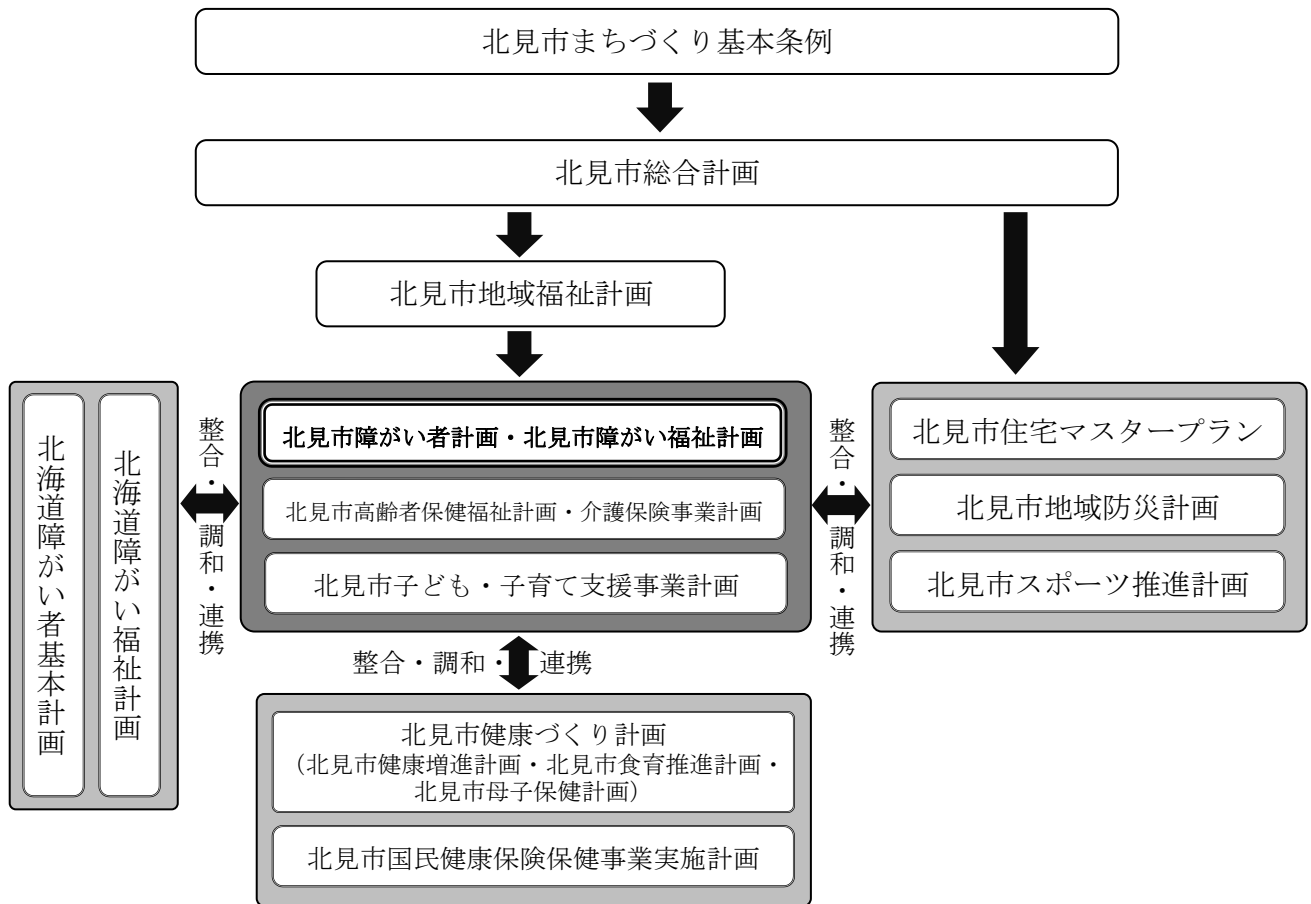 北見市まちづくり基本条例
北見市総合計画
北見市地域福祉計画
北海道障がい者基本計画
北海道障がい福祉計画
整合・調和・連携
北見市障がい者計画・北見市障がい福祉計画
北見市高齢者保健福祉計画・介護保険事業計画
北見市子ども・子育て支援事業計画
整合・調和・連携
北見市住宅マスタープラン
北見市地域防災計画
北見市スポーツ推進計画
整合・調和・連携
北見市健康づくり計画
（北見市健康増進計画・北見市食育推進計画・
北見市母子保健計画）
北見市国民健康保険保健事業実施計画